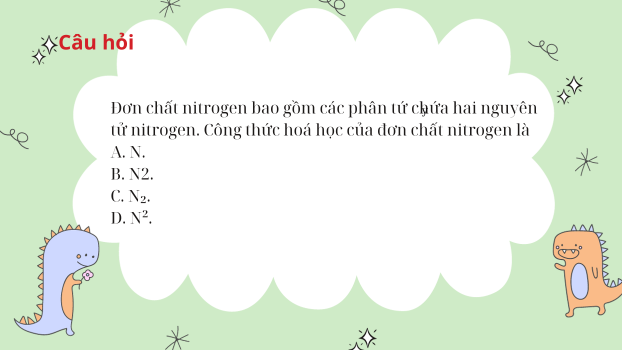 Câu hỏi
Đơn chất nitrogen bao gồm các phân tử chứa hai nguyên
tử nitrogen. Công thức hoá học của đơn chất nitrogen là
A. N.
B. N2.
C. N₂.
D. N².